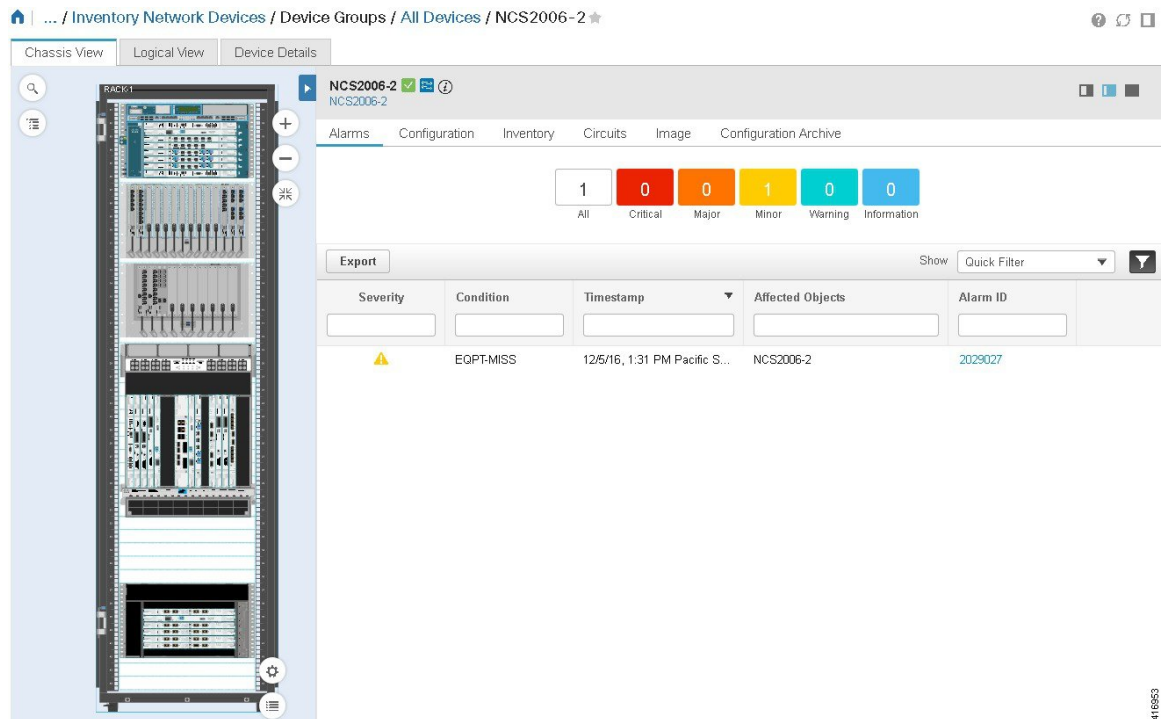 ... / Inventory Network Devices / Device Groups / All Devices / NCS2006-2
Chassis View Logical View Device Details
RACK-1
NCS2006-2
NCS2006-2
Alarms Configuration Inventory Circuits Image Configuration Archive
1 0 0 1 0 0
All Critical Major Minor Warning Information
Export Show Quick Filter
Severity Condition Timestamp Affected Objects Alarm ID
EQPT-MISS 12/5/16, 1:31 PM Pacific S... NCS2006-2 2029027
416953